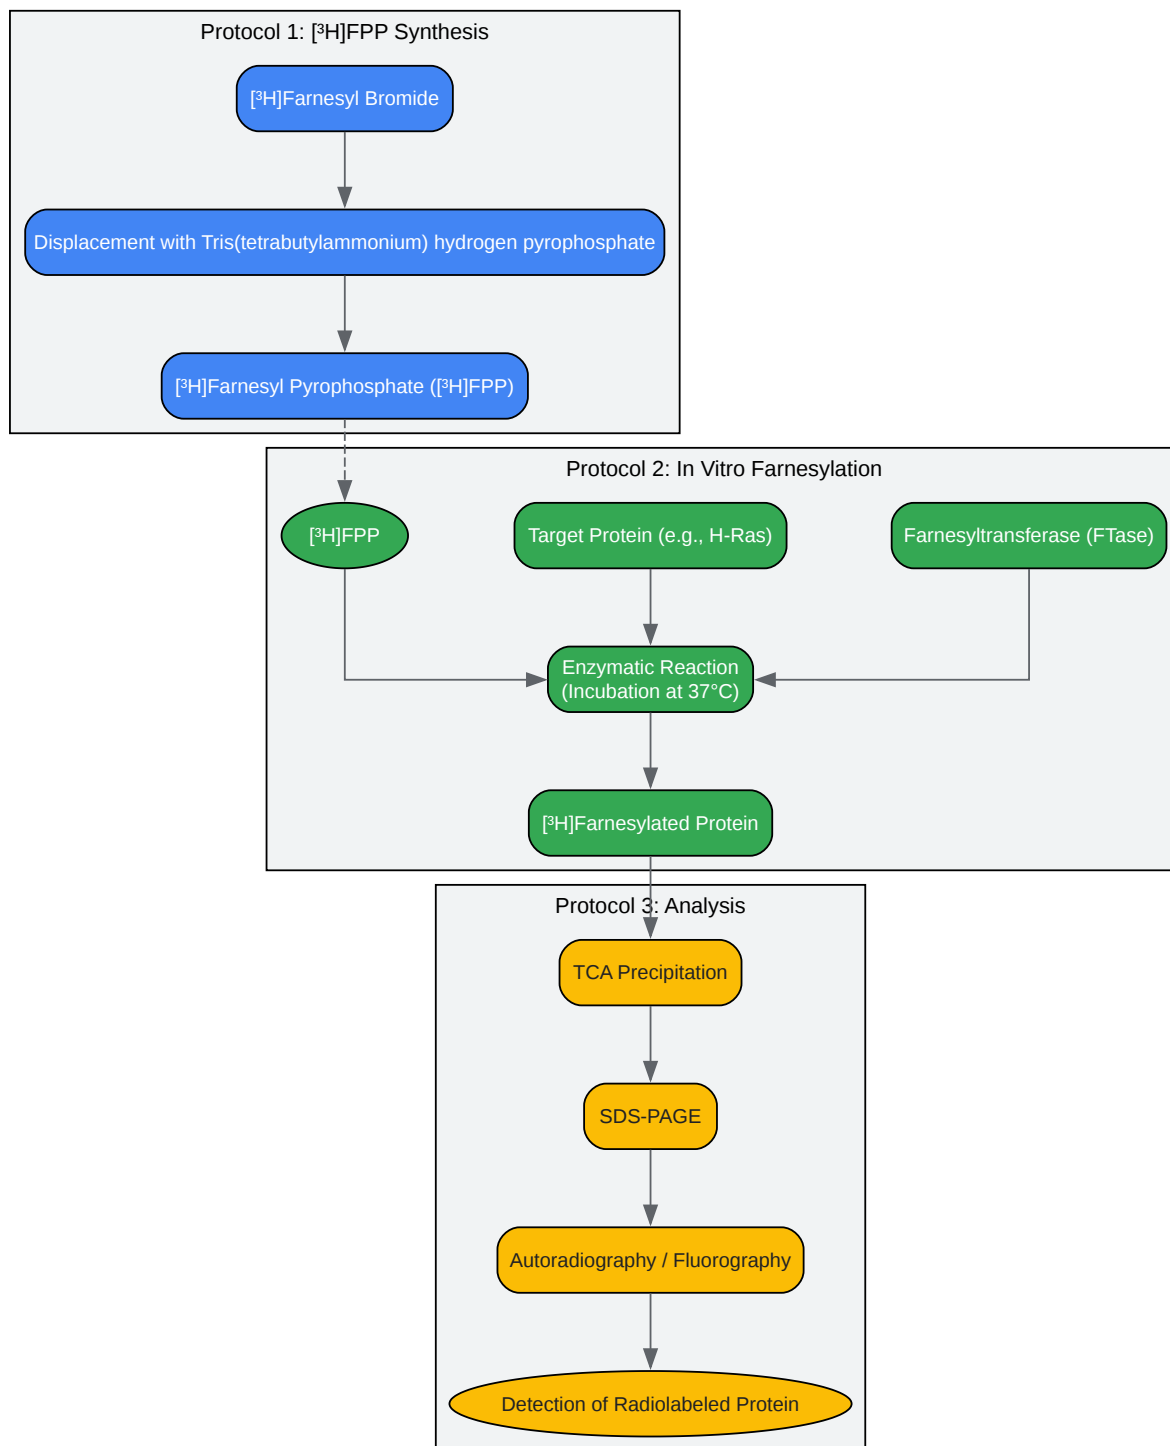 Protocol 1: [³H]FPP Synthesis
[³H]Farnesyl Bromide
Displacement with Tris(tetrabutylammonium) hydrogen pyrophosphate
[³H]Farnesyl Pyrophosphate ([³H]FPP)
Protocol 2: In Vitro Farnesylation
[³H]FPP
Target Protein (e.g., H-Ras)
Farnesyltransferase (FTase)
Enzymatic Reaction
(Incubation at 37°C)
[³H]Farnesylated Protein
Protocol 3: Analysis
TCA Precipitation
SDS-PAGE
Autoradiography / Fluorography
Detection of Radiolabeled Protein